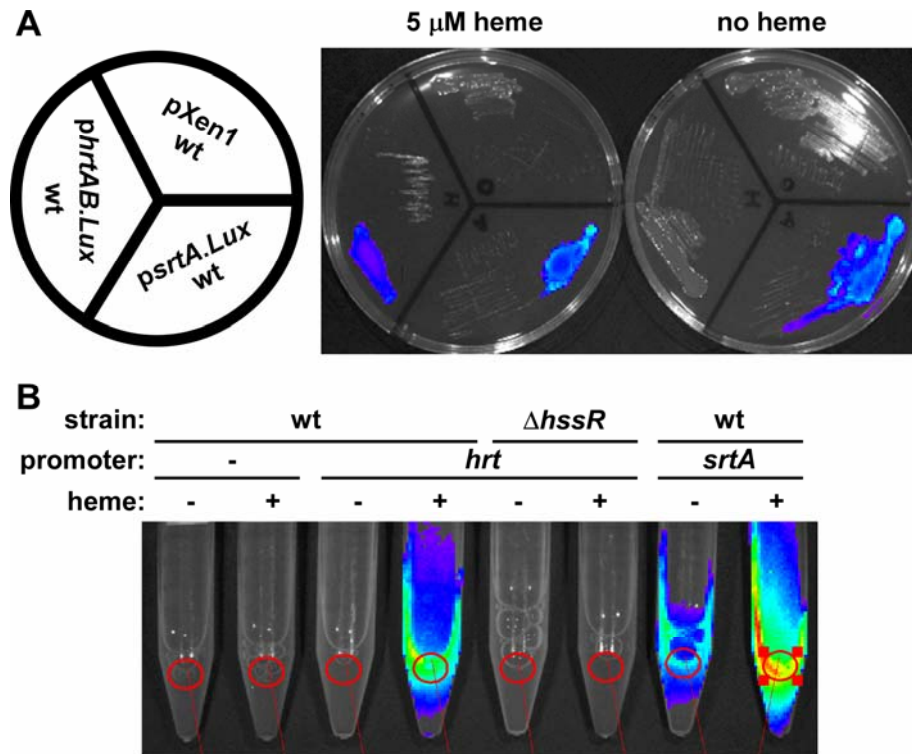 A
5 μM heme
no heme
pXen1
wt
phrtAB.Lux
wt
psrtA.Lux
wt
B
strain: wt ΔhssR wt
promoter: - hrt srtA
heme: - + - + - + - +